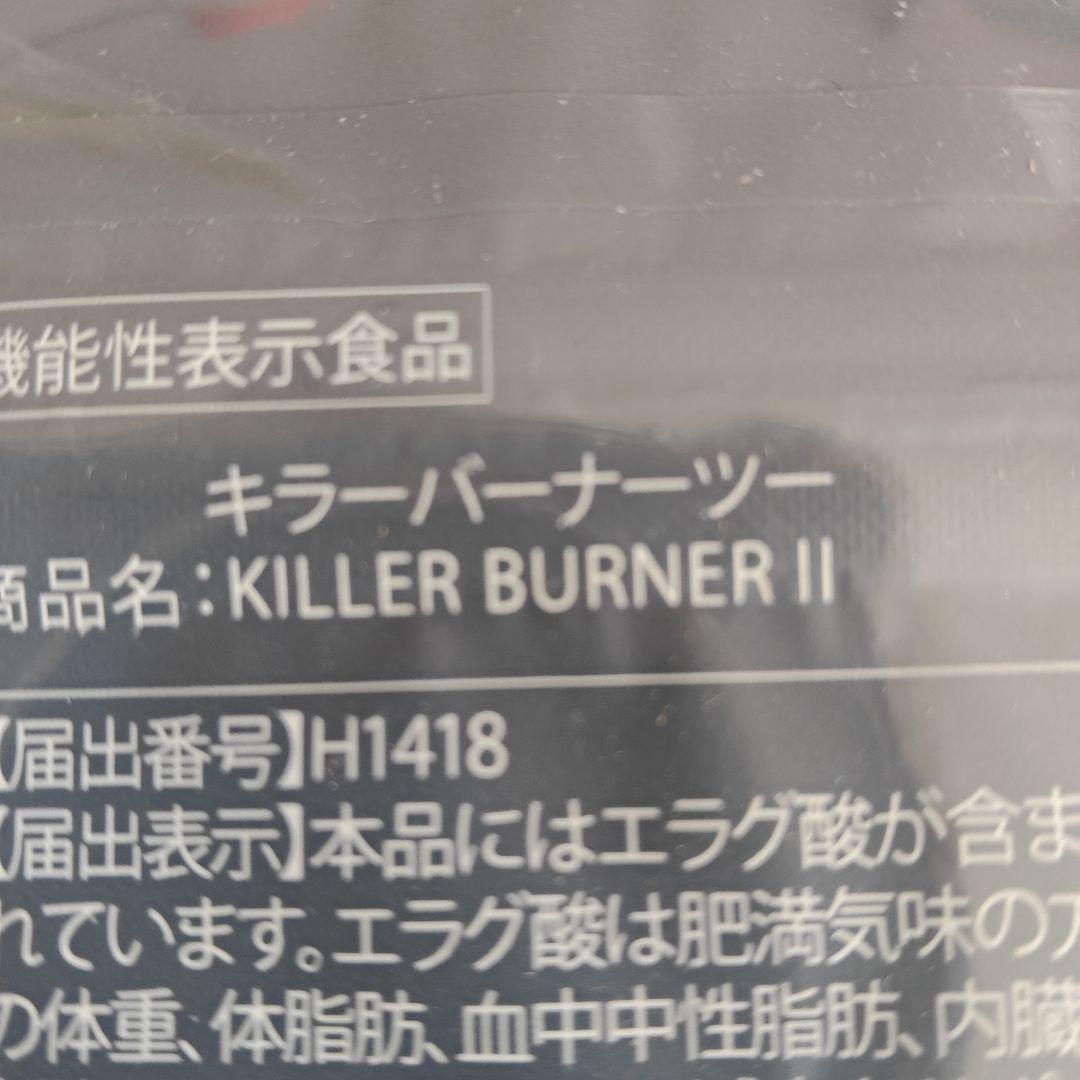 機能性表示食品
キラーバーナーツー
商品名：KILLER BURNER II
【届出番号】H1418
【届出表示】本品にはエラグ酸が含ま
れています。エラグ酸は肥満気味の方
の体重、体脂肪、血中中性脂肪、内臓